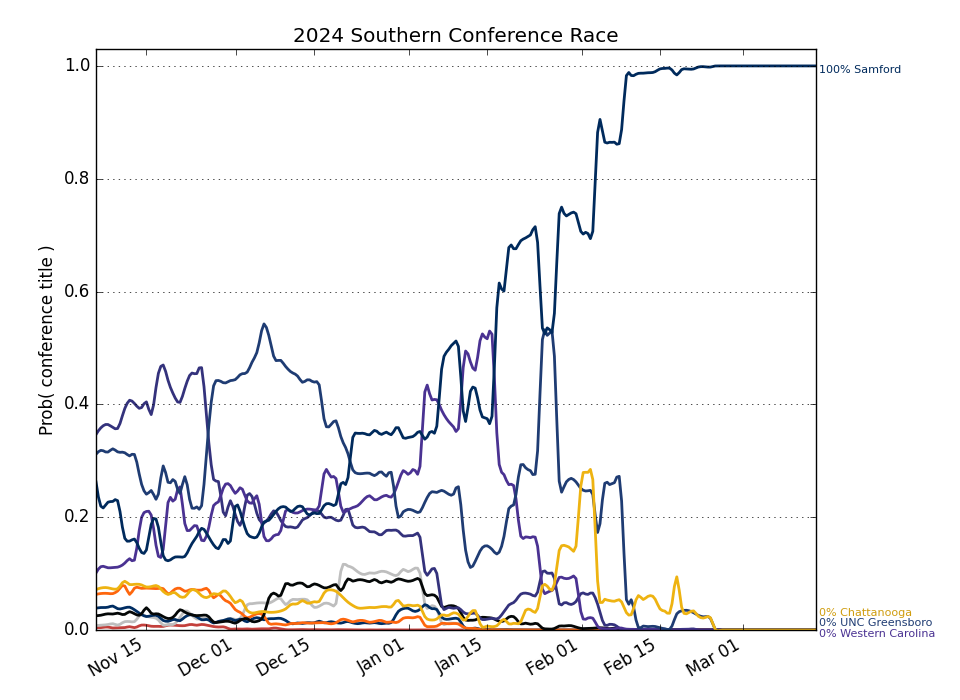 2024 Southern Conference Race
Prob( conference title )
1.0
0.8
0.6
0.4
0.2
0.0
Nov 15
Dec 01
Dec 15
Jan 01
Jan 15
Feb 01
Feb 15
Mar 01
100% Samford
0% Chattanooga
0% UNC Greensboro
0% Western Carolina